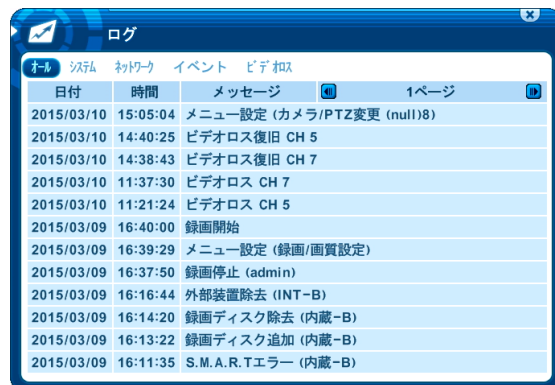 ログ
ｵｰﾙ ｼｽﾃﾑ ﾈｯﾄﾜｰｸ イベント ビデｵﾛｽ
日付 時間 メッセージ 1ページ
2015/03/10 15:05:04 メニュー設定 (カメラ/PTZ変更 (null)8)
2015/03/10 14:40:25 ビデオロス復旧 CH 5
2015/03/10 14:38:43 ビデオロス復旧 CH 7
2015/03/10 11:37:30 ビデオロス CH 7
2015/03/10 11:21:24 ビデオロス CH 5
2015/03/09 16:40:00 録画開始
2015/03/09 16:39:29 メニュー設定 (録画/画質設定)
2015/03/09 16:37:50 録画停止 (admin)
2015/03/09 16:16:44 外部装置除去 (INT-B)
2015/03/09 16:14:20 録画ディスク除去 (内蔵-B)
2015/03/09 16:13:22 録画ディスク追加 (内蔵-B)
2015/03/09 16:11:35 S.M.A.R.Tエラー (内蔵-B)